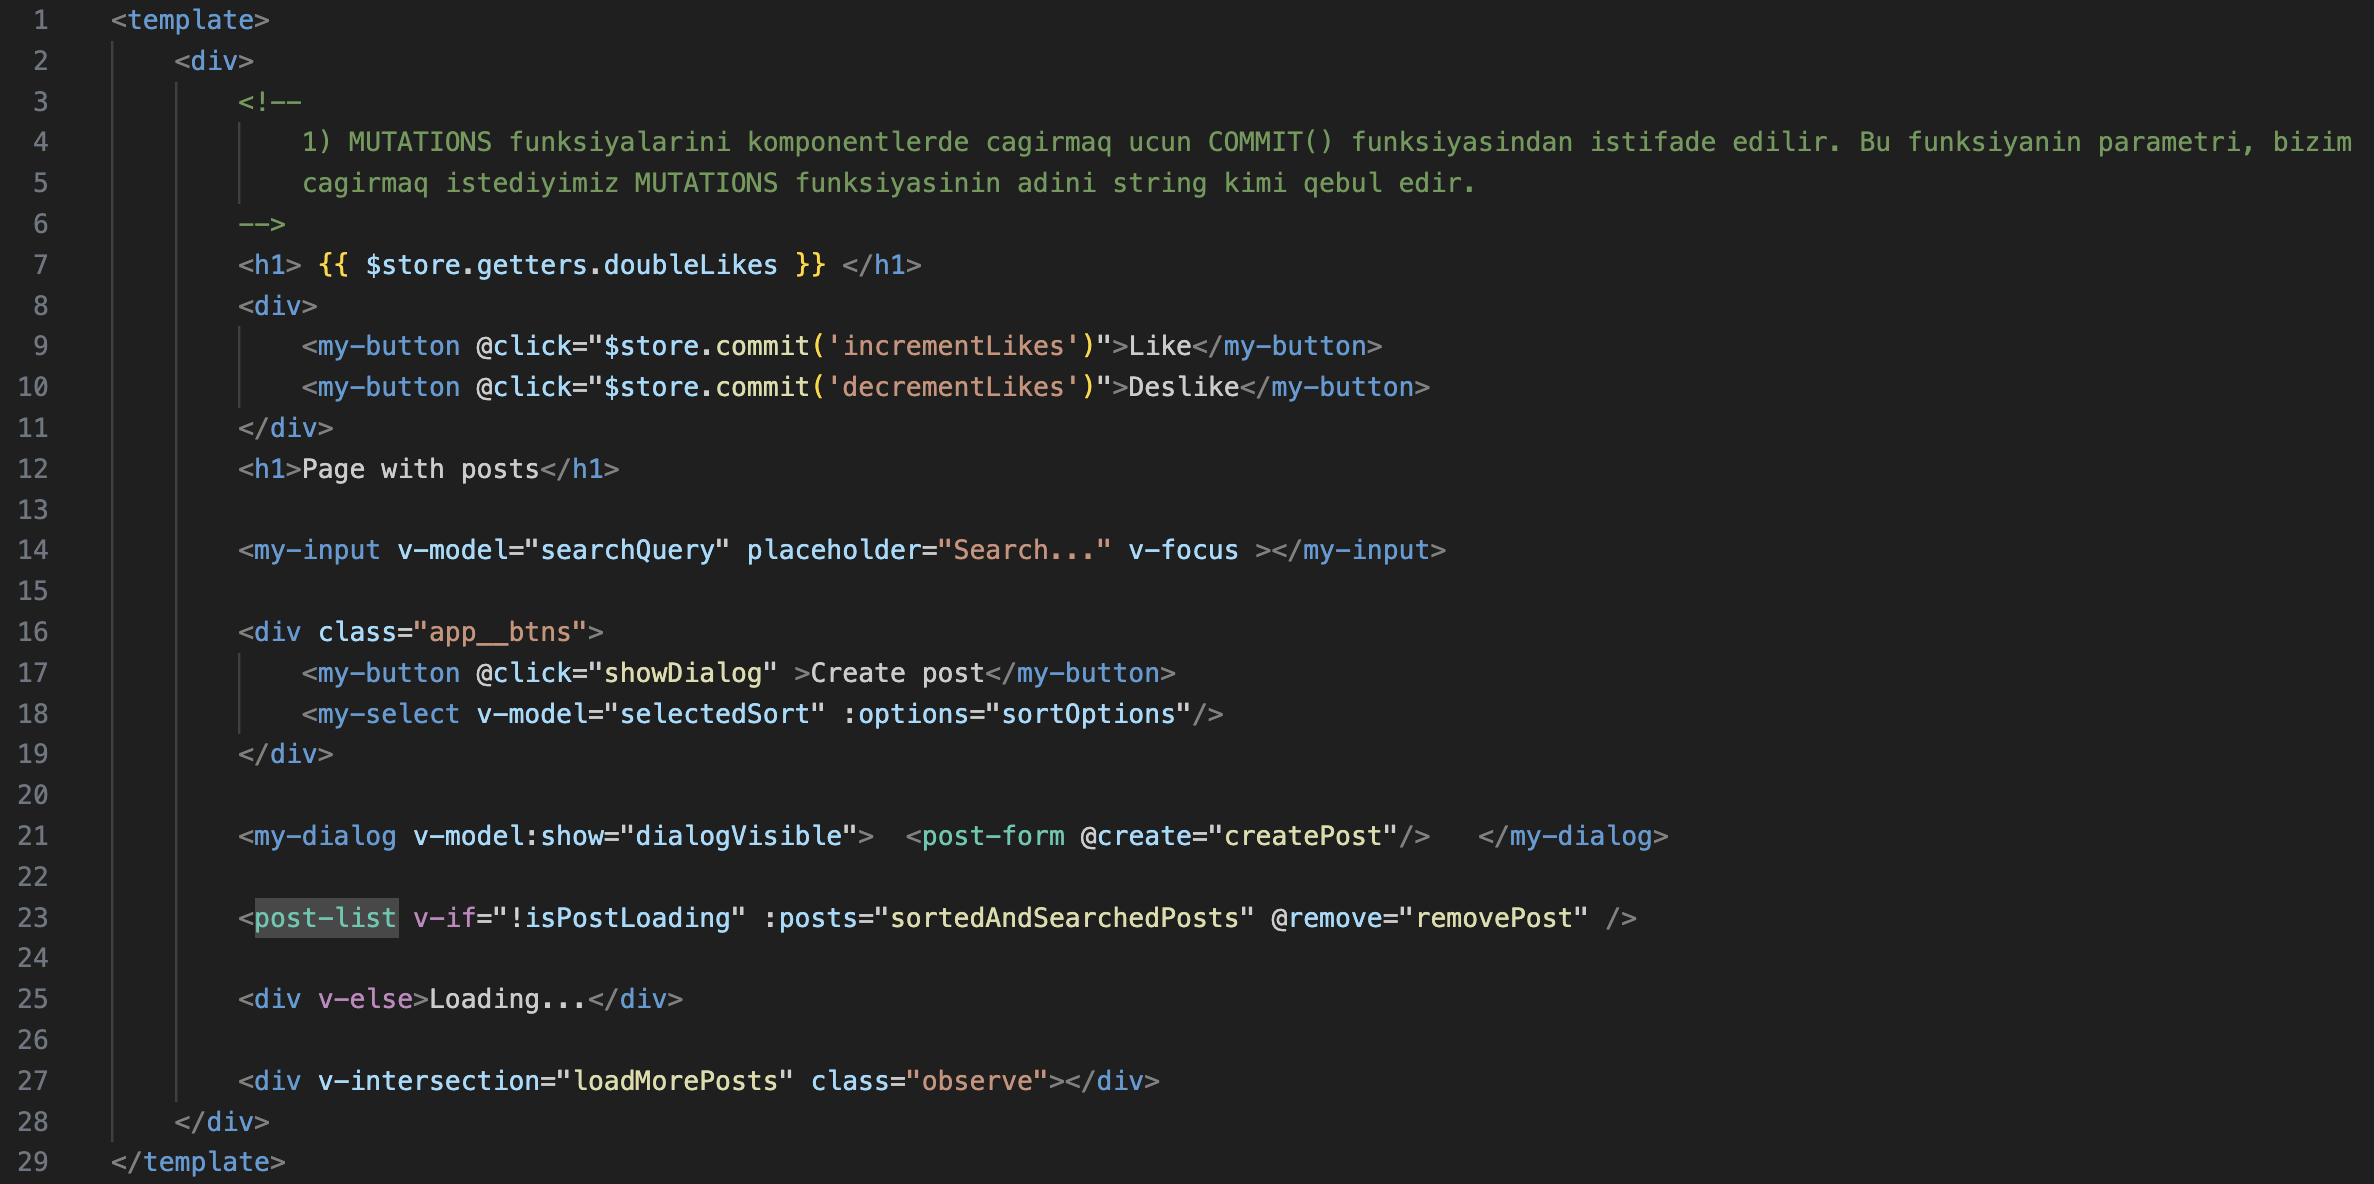 1 <template>
2 <div>
3 <!--
4 1) MUTATIONS funksiyalarini komponentlerde cagirmaq ucun COMMIT() funksiyasindan istifade edilir. Bu funksiyanin parametri, bizim
5 cagirmaq istediyimiz MUTATIONS funksiyasinin adini string kimi qebul edir.
6 -->
7 <h1> {{ $store.getters.doubleLikes }} </h1>
8 <div>
9 <my-button @click="$store.commit('incrementLikes')">Like</my-button>
10 <my-button @click="$store.commit('decrementLikes')">Deslike</my-button>
11 </div>
12 <h1>Page with posts</h1>
13
14 <my-input v-model="searchQuery" placeholder="Search..." v-focus ></my-input>
15
16 <div class="app__btns">
17 <my-button @click="showDialog" >Create post</my-button>
18 <my-select v-model="selectedSort" :options="sortOptions"/>
19 </div>
20
21 <my-dialog v-model:show="dialogVisible">  <post-form @create="createPost"/>   </my-dialog>
22
23 <post-list v-if="!isPostLoading" :posts="sortedAndSearchedPosts" @remove="removePost" />
24
25 <div v-else>Loading...</div>
26
27 <div v-intersection="loadMorePosts" class="observe"></div>
28 </div>
29 </template>